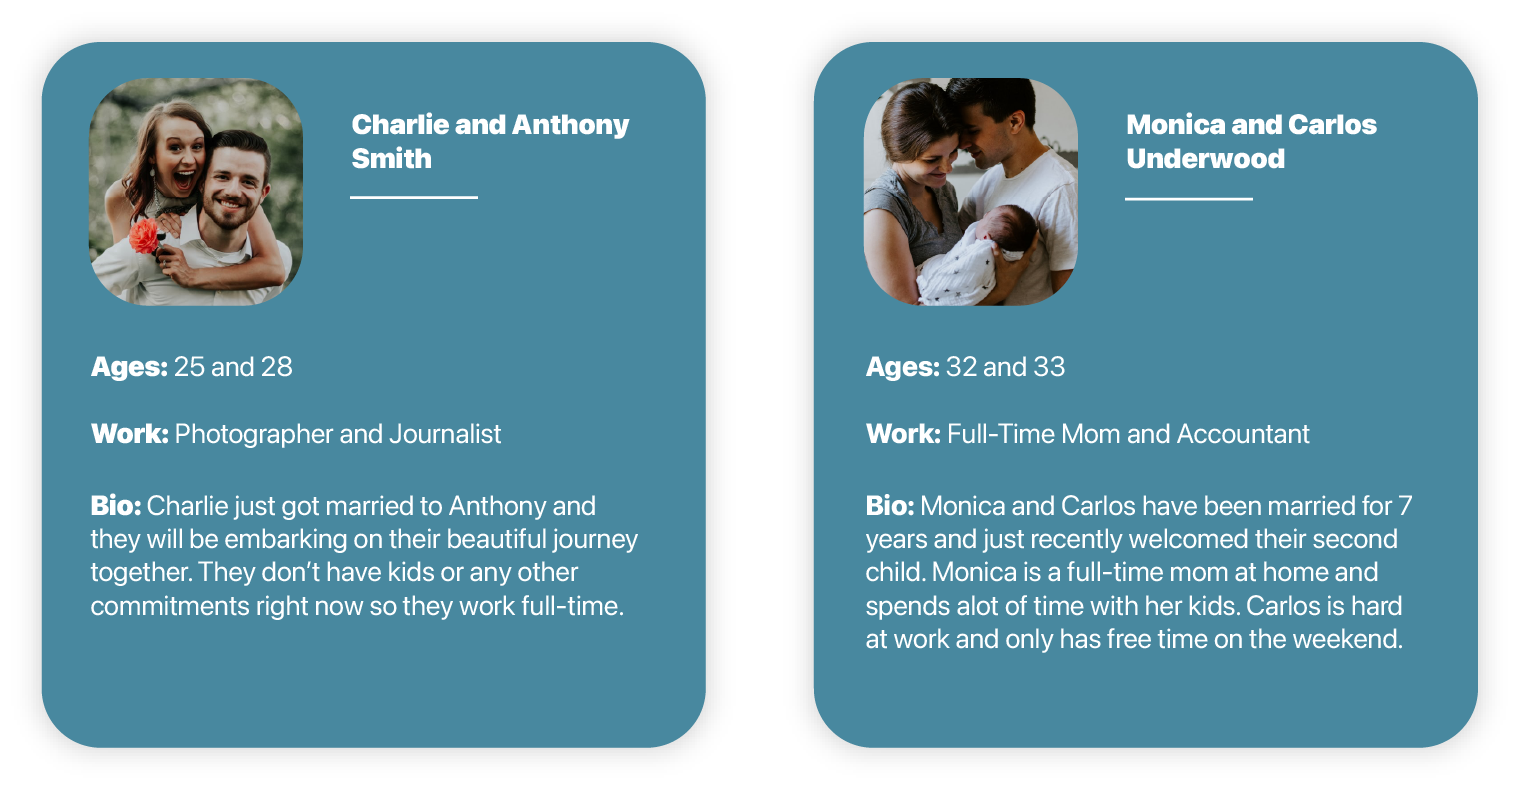 Charlie and Anthony
Smith
Ages: 25 and 28
Work: Photographer and Journalist
Bio: Charlie just got married to Anthony and
they will be embarking on their beautiful journey
together. They don’t have kids or any other
commitments right now so they work full-time.
Monica and Carlos
Underwood
Ages: 32 and 33
Work: Full-Time Mom and Accountant
Bio: Monica and Carlos have been married for 7
years and just recently welcomed their second
child. Monica is a full-time mom at home and
spends alot of time with her kids. Carlos is hard
at work and only has free time on the weekend.